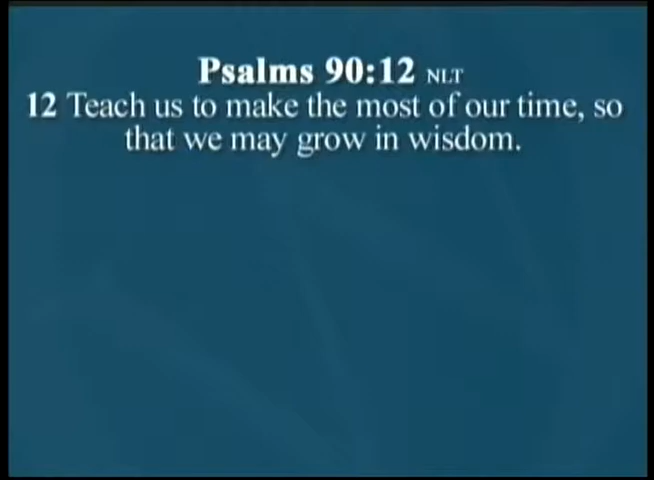 Psalms 90:12 NLT
12 Teach us to make the most of our time, so
that we may grow in wisdom.